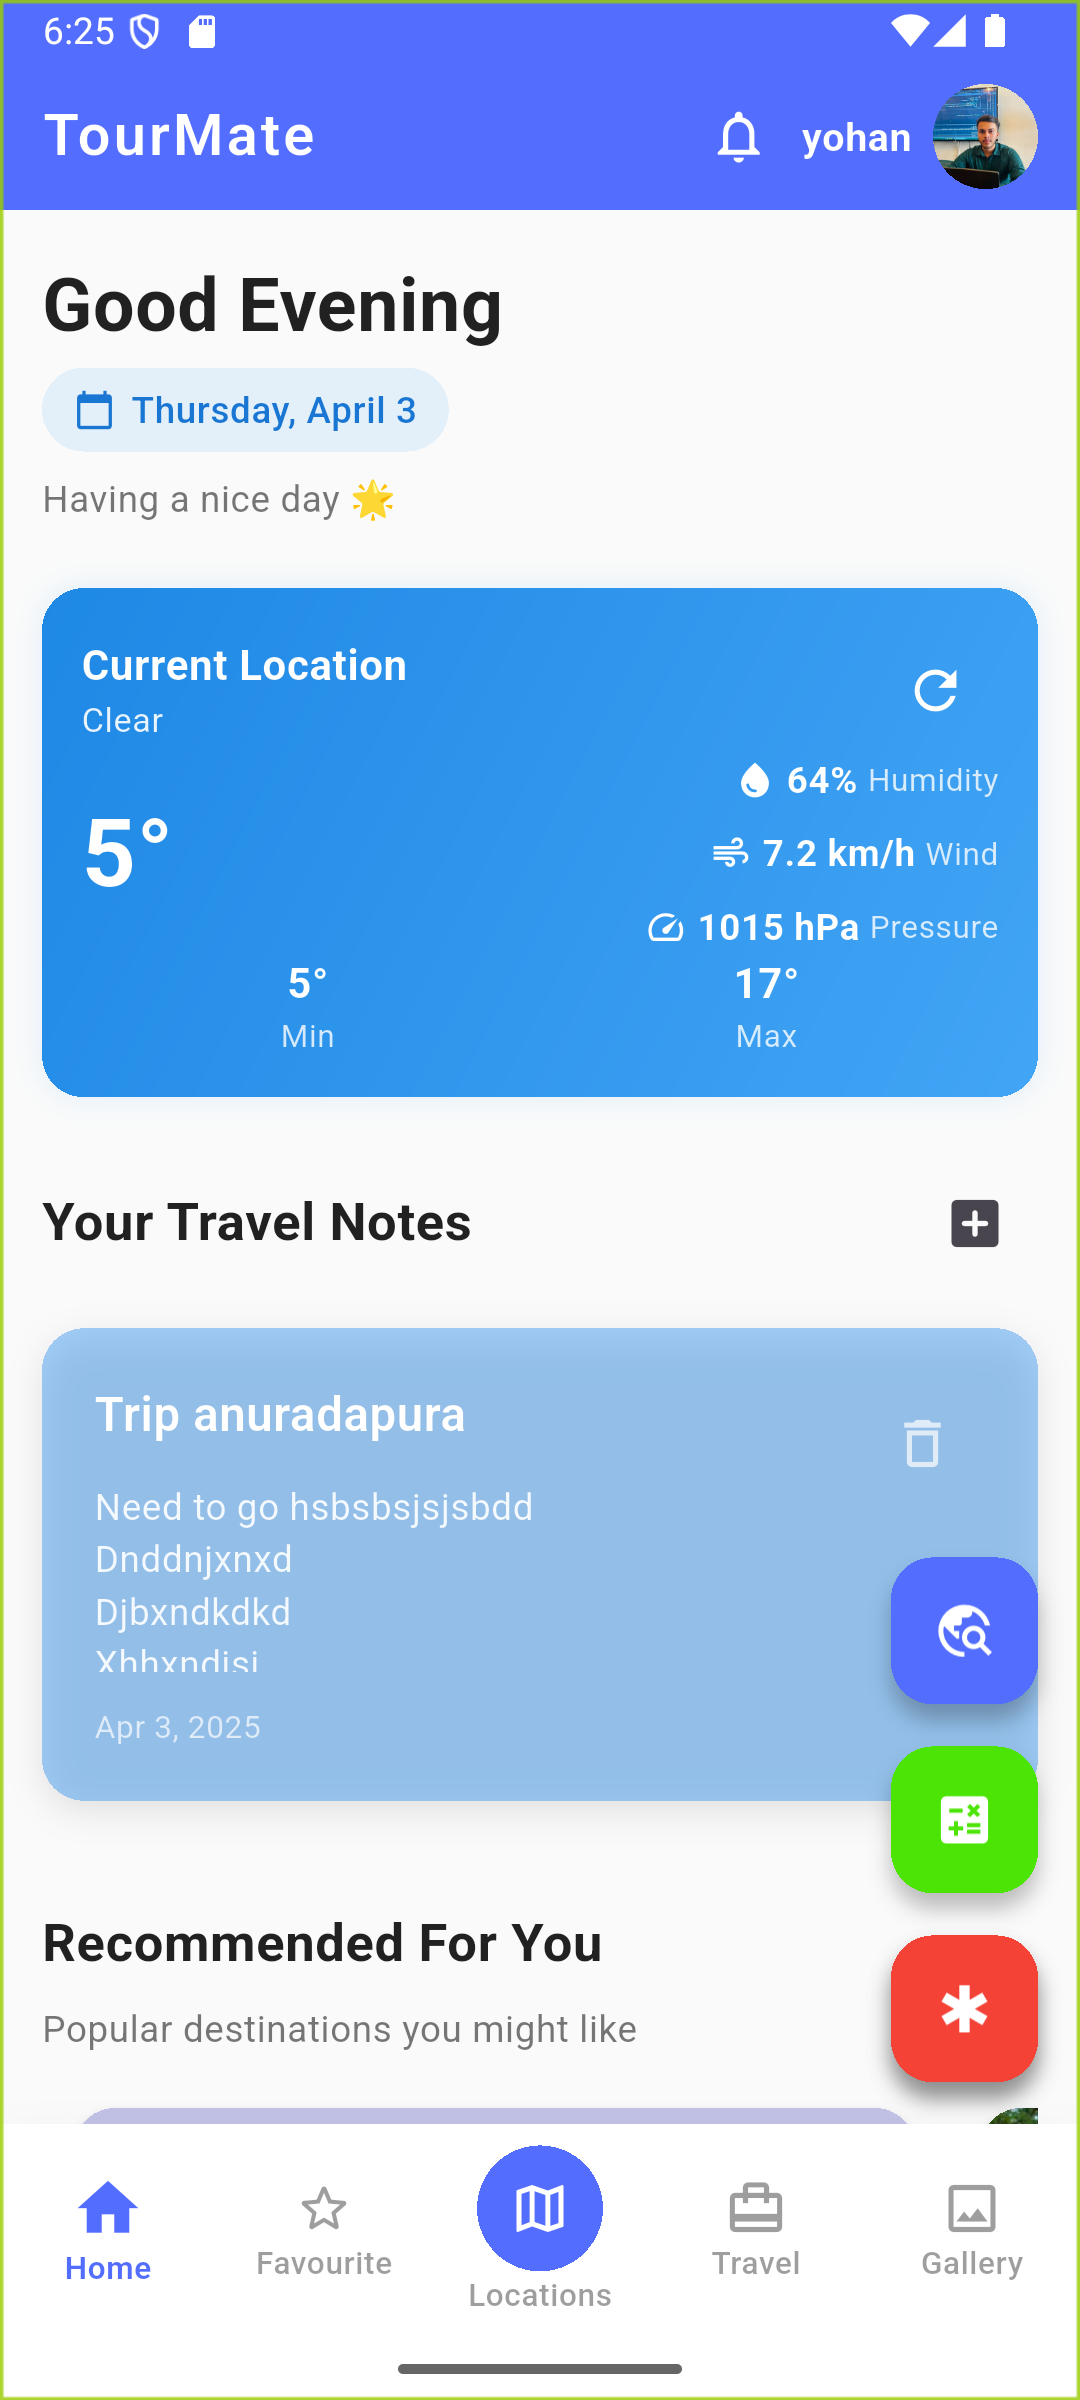 6:25
TourMate
yohan
Good Evening
Thursday, April 3
Having a nice day 🌟
Current Location
Clear
5°
64% Humidity
7.2 km/h Wind
1015 hPa Pressure
5°
Min
17°
Max
Your Travel Notes
Trip anuradapura
Need to go hsbsbsjsjsbdd
Dnddnjxnxd
Djbxndkdkd
Xhhxndisi
Apr 3, 2025
Recommended For You
Popular destinations you might like
Home
Favourite
Locations
Travel
Gallery